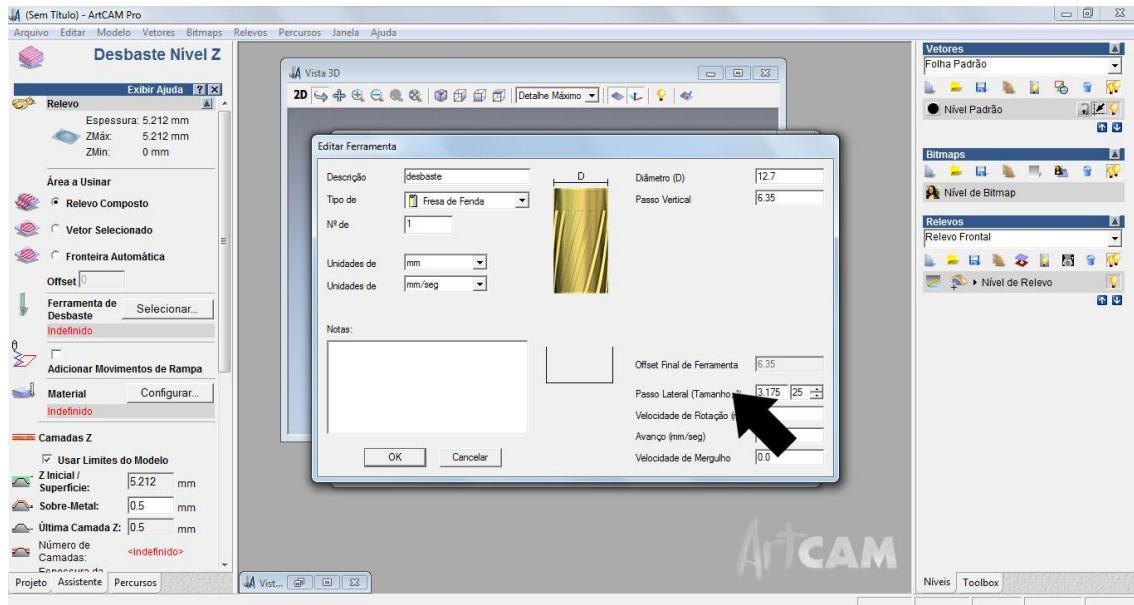 (Sem Título) - ArtCAM Pro
Arquivo Editar Modelo Vetores Bitmaps Relevos Percursos Janela Ajuda
Desbaste Nível Z
Exibir Ajuda ? X
Relevo
Espessura: 5.212 mm
ZMáx: 5.212 mm
ZMin: 0 mm
Área a Usinar
Relevo Composto
Vetor Selecionado
Fronteira Automática
Offset 0
Ferramenta de Desbaste
Selecionar...
Indefinido
Adicionar Movimentos de Rampa
Material
Configurar...
Indefinido
Camadas Z
Usar Limites do Modelo
Z Inicial / Superfície: 5.212 mm
Sobre-Metal: 0.5 mm
Última Camada Z: 0.5 mm
Número de Camadas: <indefinido>
Espessura da
Projeto Assistente Percursos
Vista 3D
2D
Detalhe Máximo
Editar Ferramenta
Descrição desbaste
Tipo de Fresa de Fenda
Nº de 1
Unidades de mm
Unidades de mm/seg
Notas:
OK Cancelar
D
Diâmetro (D) 12.7
Passo Vertical 6.35
Offset Final de Ferramenta 6.35
Passo Lateral (Tamanho 3.175 25
Velocidade de Rotação
Avanço (mm/seg)
Velocidade de Mergulho 0.0
ArtCAM
Vist...
Vetores
Folha Padrão
Nível Padrão
Bitmaps
Nível de Bitmap
Relevos
Relevo Frontal
Nível de Relevo
Níveis Toolbox